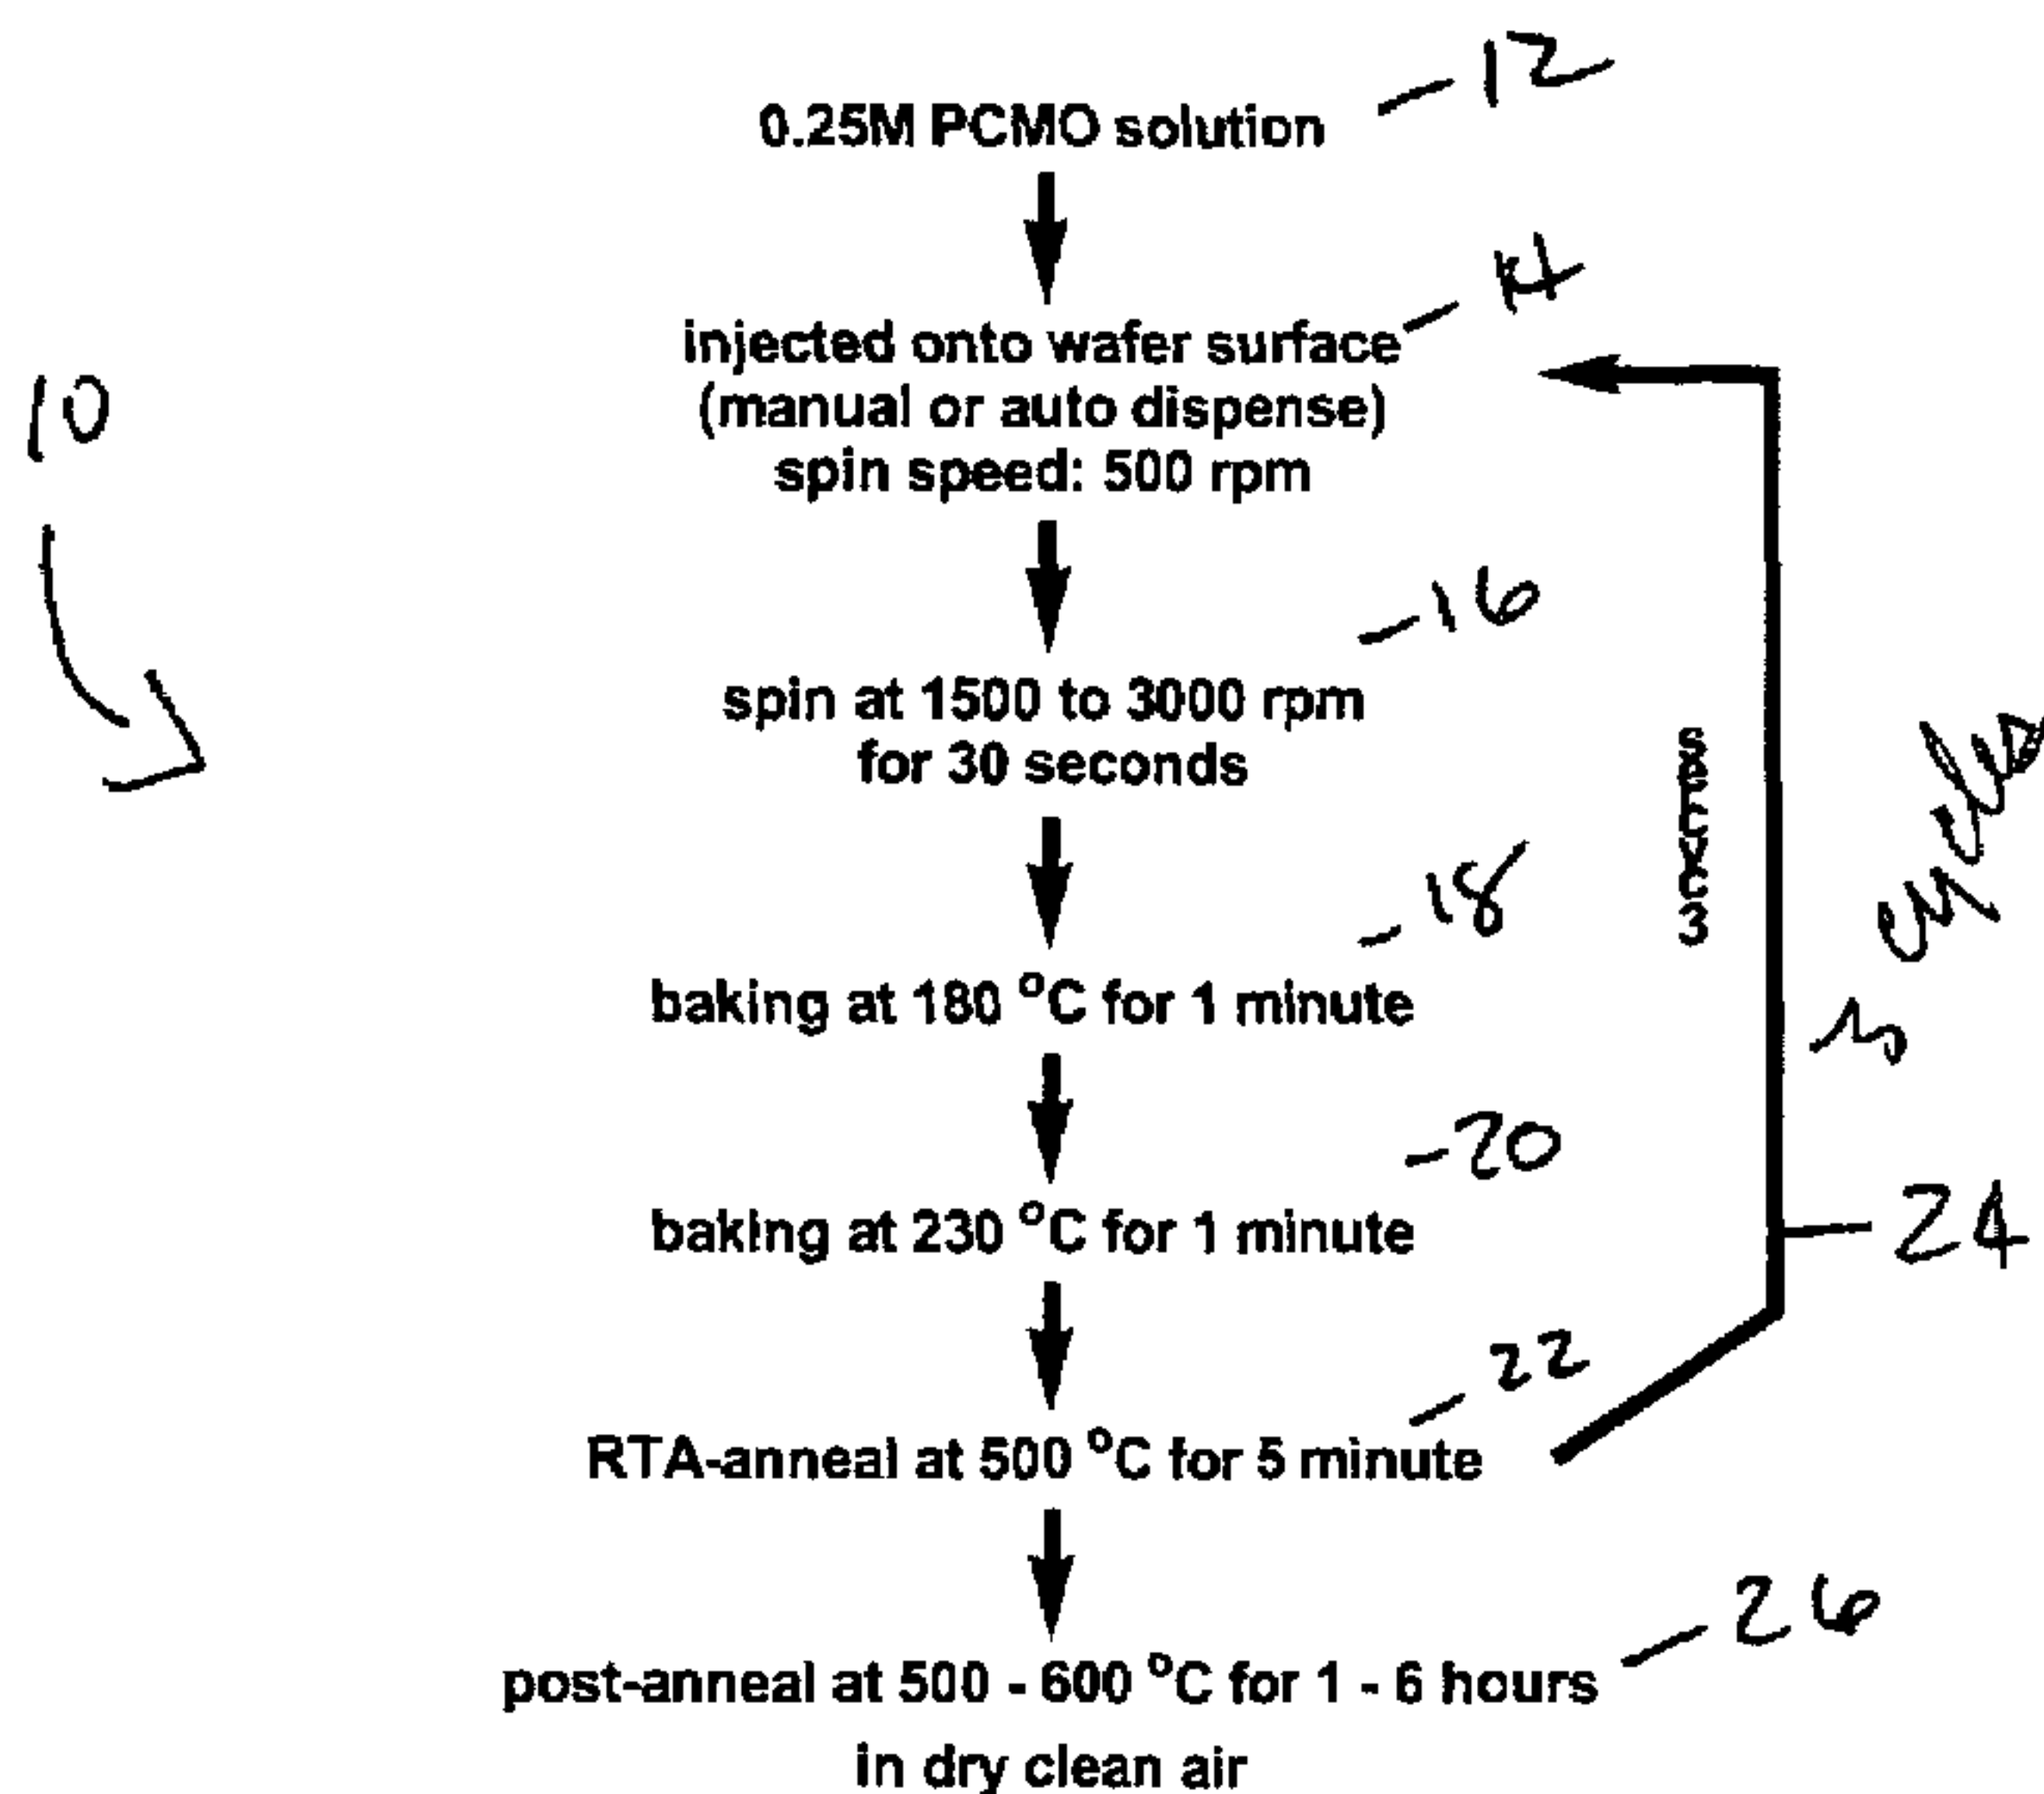 0.25M PCMO solution -12
injected onto wafer surface - 14
(manual or auto dispense)
spin speed: 500 rpm
10
-16
spin at 1500 to 3000 rpm
for 30 seconds
3 cycles
cycles
-18
baking at 180 °C for 1 minute
-20
baking at 230 °C for 1 minute
24
-22
RTA-anneal at 500 °C for 5 minute
-26
post-anneal at 500 - 600 °C for 1 - 6 hours
in dry clean air